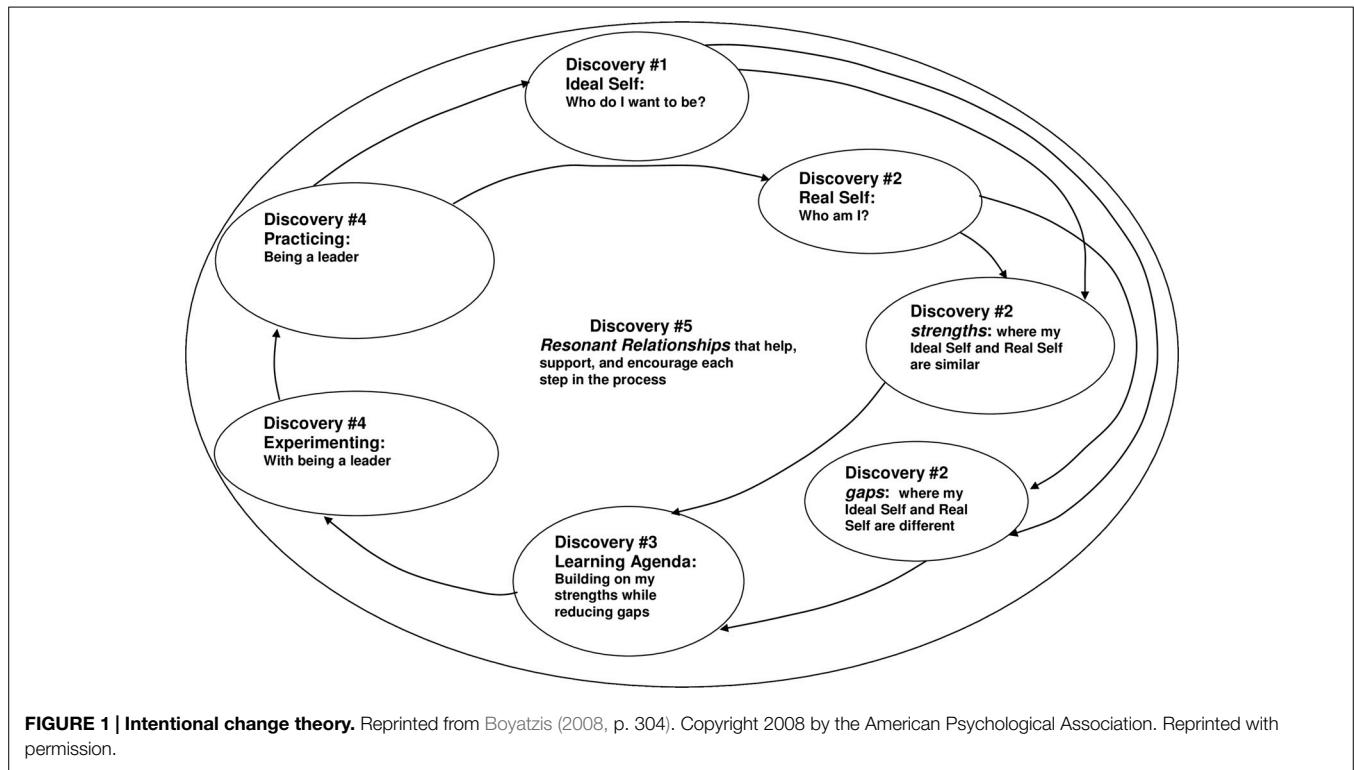 Discovery #1
Ideal Self:
Who do I want to be?
Discovery #2
Real Self:
Who am I?
Discovery #2
strengths: where my
Ideal Self and Real Self
are similar
Discovery #2
gaps: where my
Ideal Self and Real
Self are different
Discovery #3
Learning Agenda:
Building on my
strengths while
reducing gaps
Discovery #4
Experimenting:
With being a leader
Discovery #4
Practicing:
Being a leader
Discovery #5
Resonant Relationships that help,
support, and encourage each
step in the process
FIGURE 1 | Intentional change theory. Reprinted from Boyatzis (2008, p. 304). Copyright 2008 by the American Psychological Association. Reprinted with
permission.